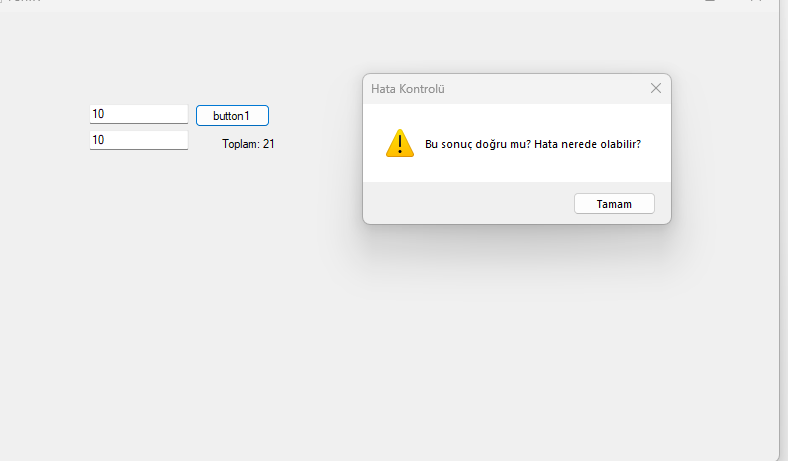 Hata Kontrolü
10
button1
Bu sonuç doğru mu? Hata nerede olabilir?
10
Toplam: 21
Tamam